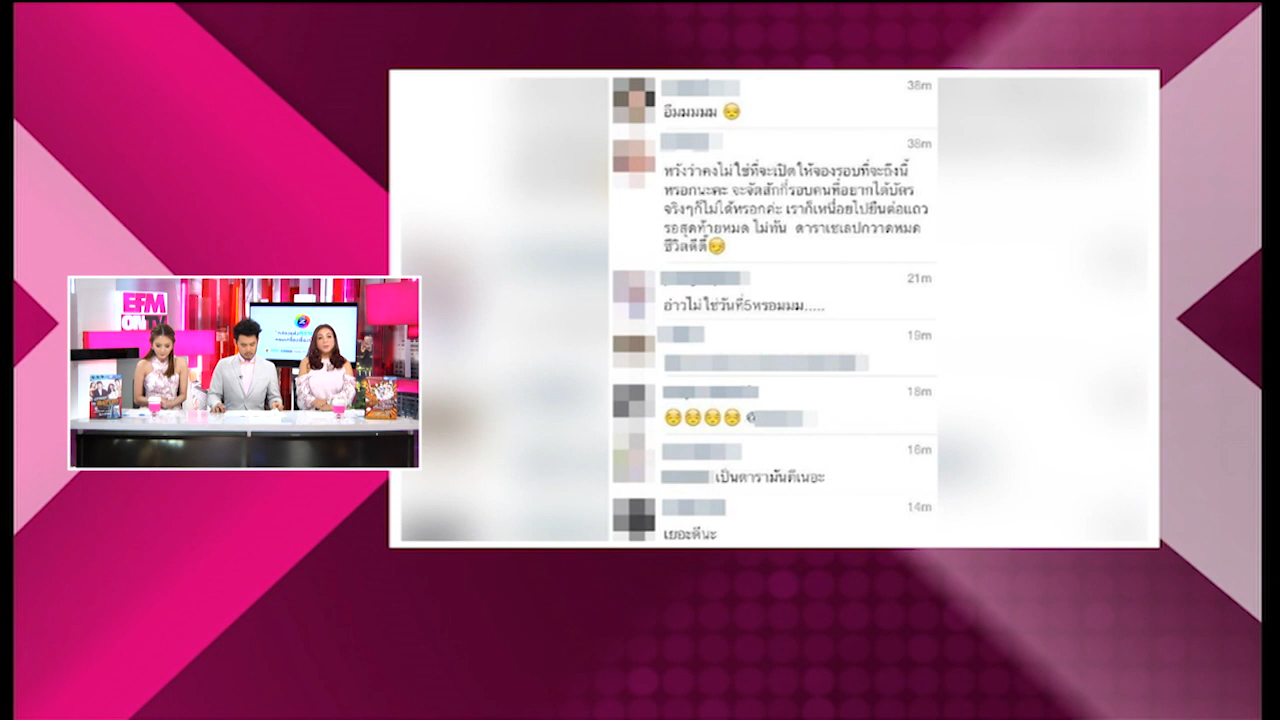 38m
อืมมมมม 😒
38m
หวังว่าคงไม่ใช่ที่จะเปิดให้จองรอบที่จะถึงนี้
หรอกนะคะ จะจัดสักกี่รอบคนที่อยากได้บัตร
จริงๆก็ไม่ได้หรอกค่ะ เราก็เหนื่อยไปยืนต่อแถว
รอสุดท้ายหมด ไม่ทัน ดาราเซเลปกวาดหมด
ชีวิตดี๊ดี😏
21m
อ่าวไม่ใช่วันที่5หรอมมม.....
19m
18m
😒😒😒😒
16m
เป็นดารามันดีเนอะ
14m
เยอะดีนะ
EFM
ON TV